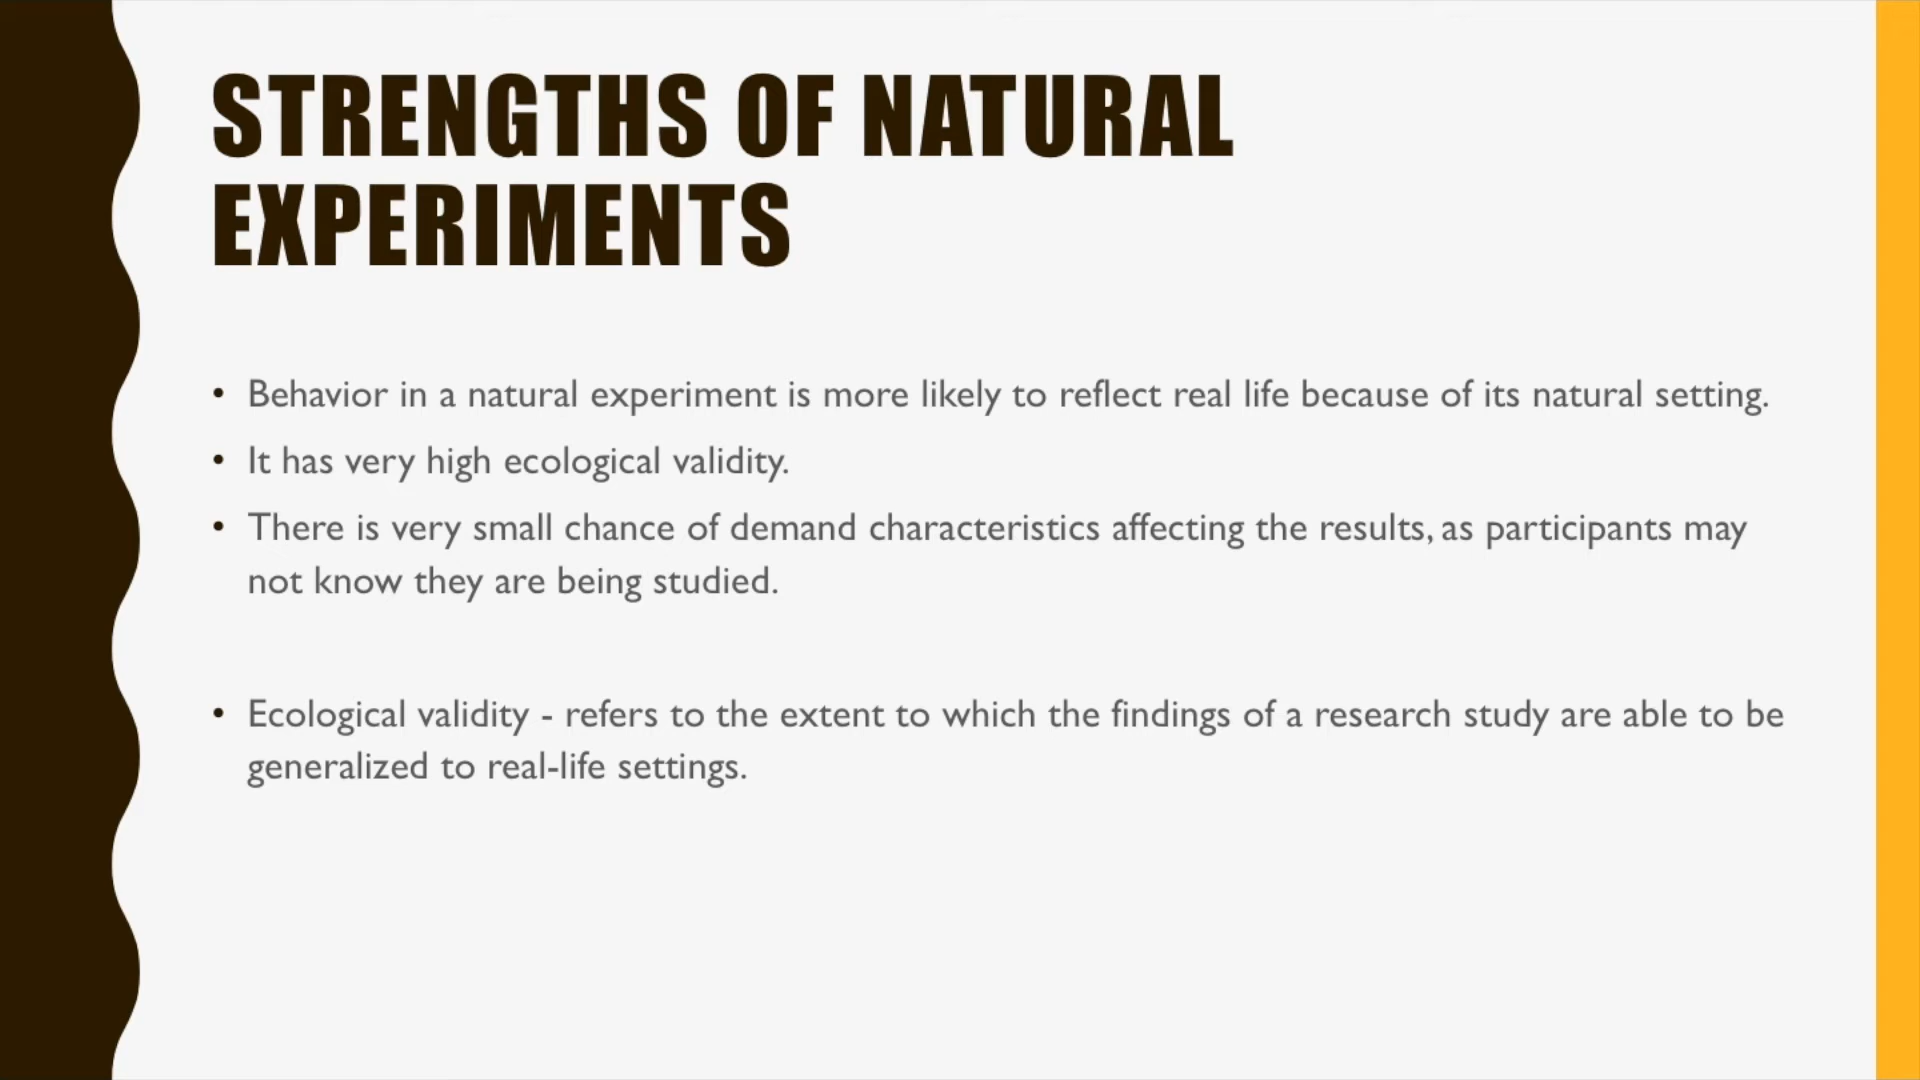 STRENGTHS OF NATURAL
EXPERIMENTS
• Behavior in a natural experiment is more likely to reflect real life because of its natural setting.
• It has very high ecological validity.
• There is very small chance of demand characteristics affecting the results, as participants may
not know they are being studied.
• Ecological validity - refers to the extent to which the findings of a research study are able to be
generalized to real-life settings.